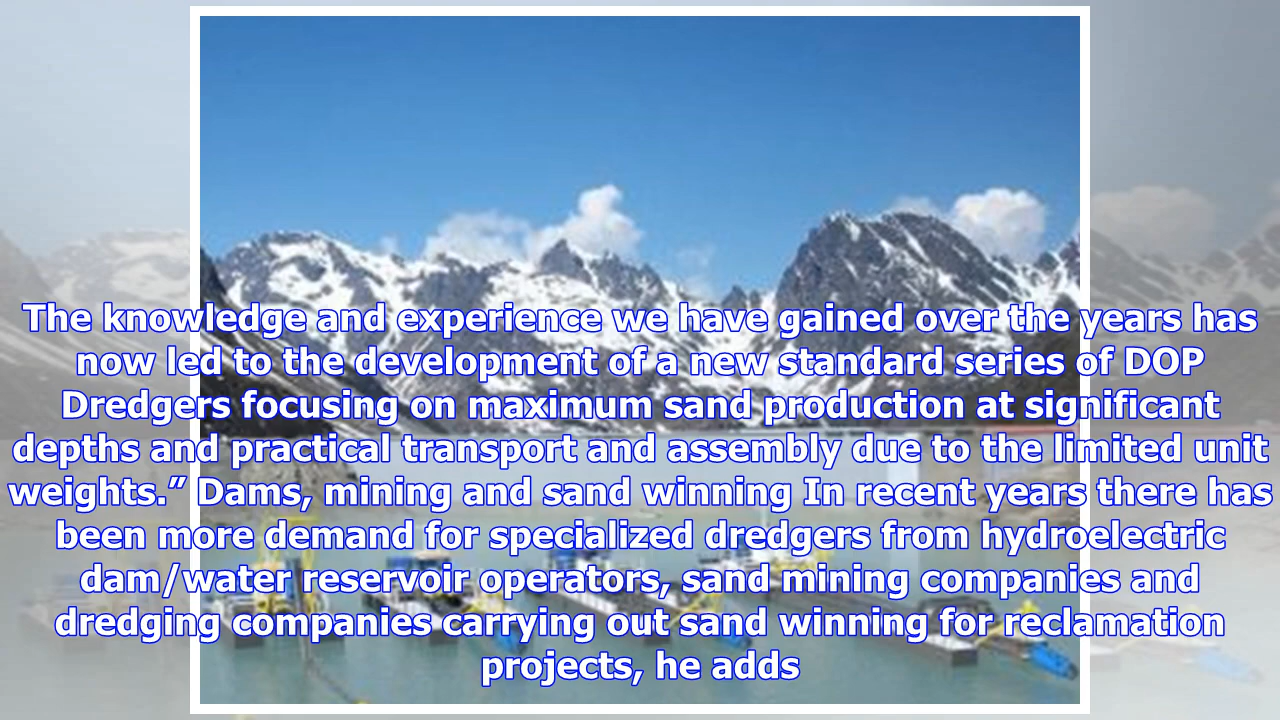 The knowledge and experience we have gained over the years has
now led to the development of a new standard series of DOP
Dredgers focusing on maximum sand production at significant
depths and practical transport and assembly due to the limited unit
weights.” Dams, mining and sand winning In recent years there has
been more demand for specialized dredgers from hydroelectric
dam/water reservoir operators, sand mining companies and
dredging companies carrying out sand winning for reclamation
projects, he adds